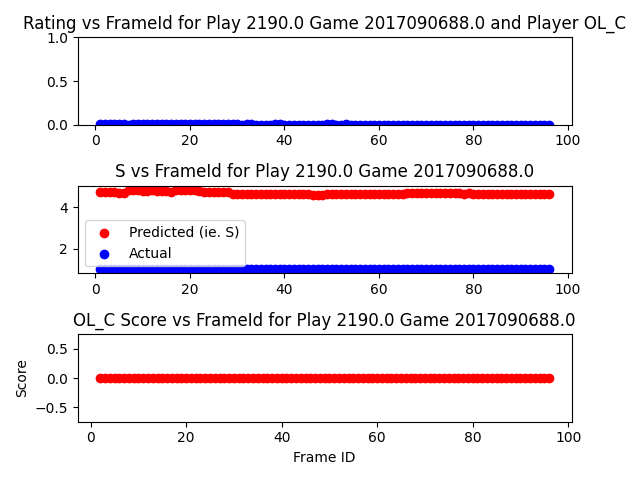 Rating vs FrameId for Play 2190.0 Game 2017090688.0 and Player OL_C
1.0
0.5
0.0
0 20 40 60 80 100
S vs FrameId for Play 2190.0 Game 2017090688.0
4
2
Predicted (ie. S)
Actual
0 20 40 60 80 100
OL_C Score vs FrameId for Play 2190.0 Game 2017090688.0
Score
0.5
0.0
−0.5
0 20 40 60 80 100
Frame ID